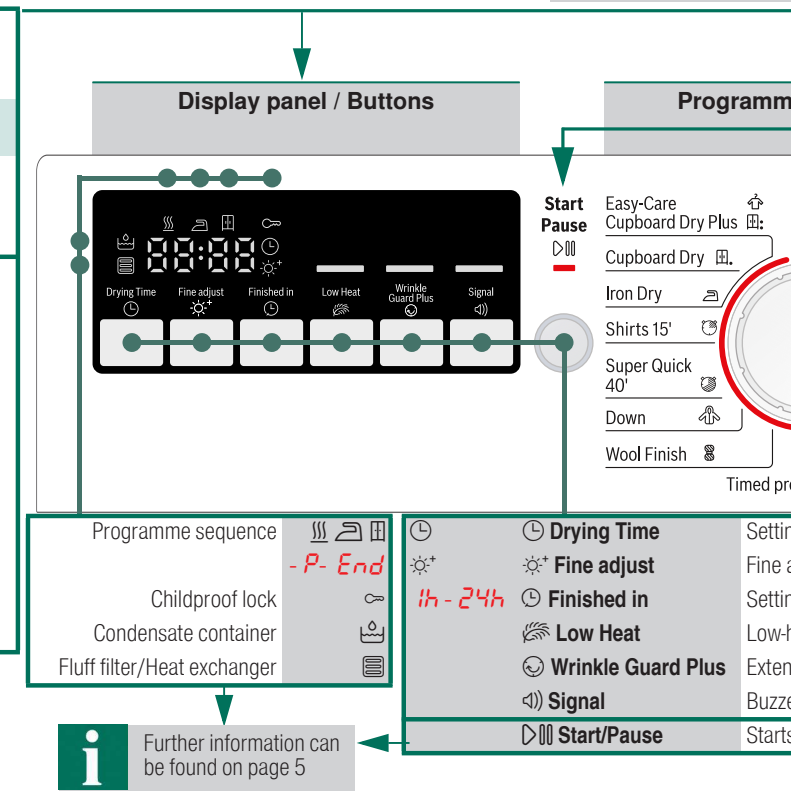 Display panel / Buttons
Programm
Start
Pause
88:88
Drying Time
Fine adjust
Finished in
Low Heat
Wrinkle
Guard Plus
Signal
Easy-Care
Cupboard Dry Plus
Cupboard Dry
Iron Dry
Shirts 15'
Super Quick
40'
Down
Wool Finish
Timed pro
Programme sequence
- P- End
Childproof lock
Condensate container
Fluff filter/Heat exchanger
Drying Time Settin
Fine adjust Fine a
1h - 24h Finished in Settin
Low Heat Low-h
Wrinkle Guard Plus Exten
Signal Buzze
Start/Pause Starts
i
Further information can
be found on page 5